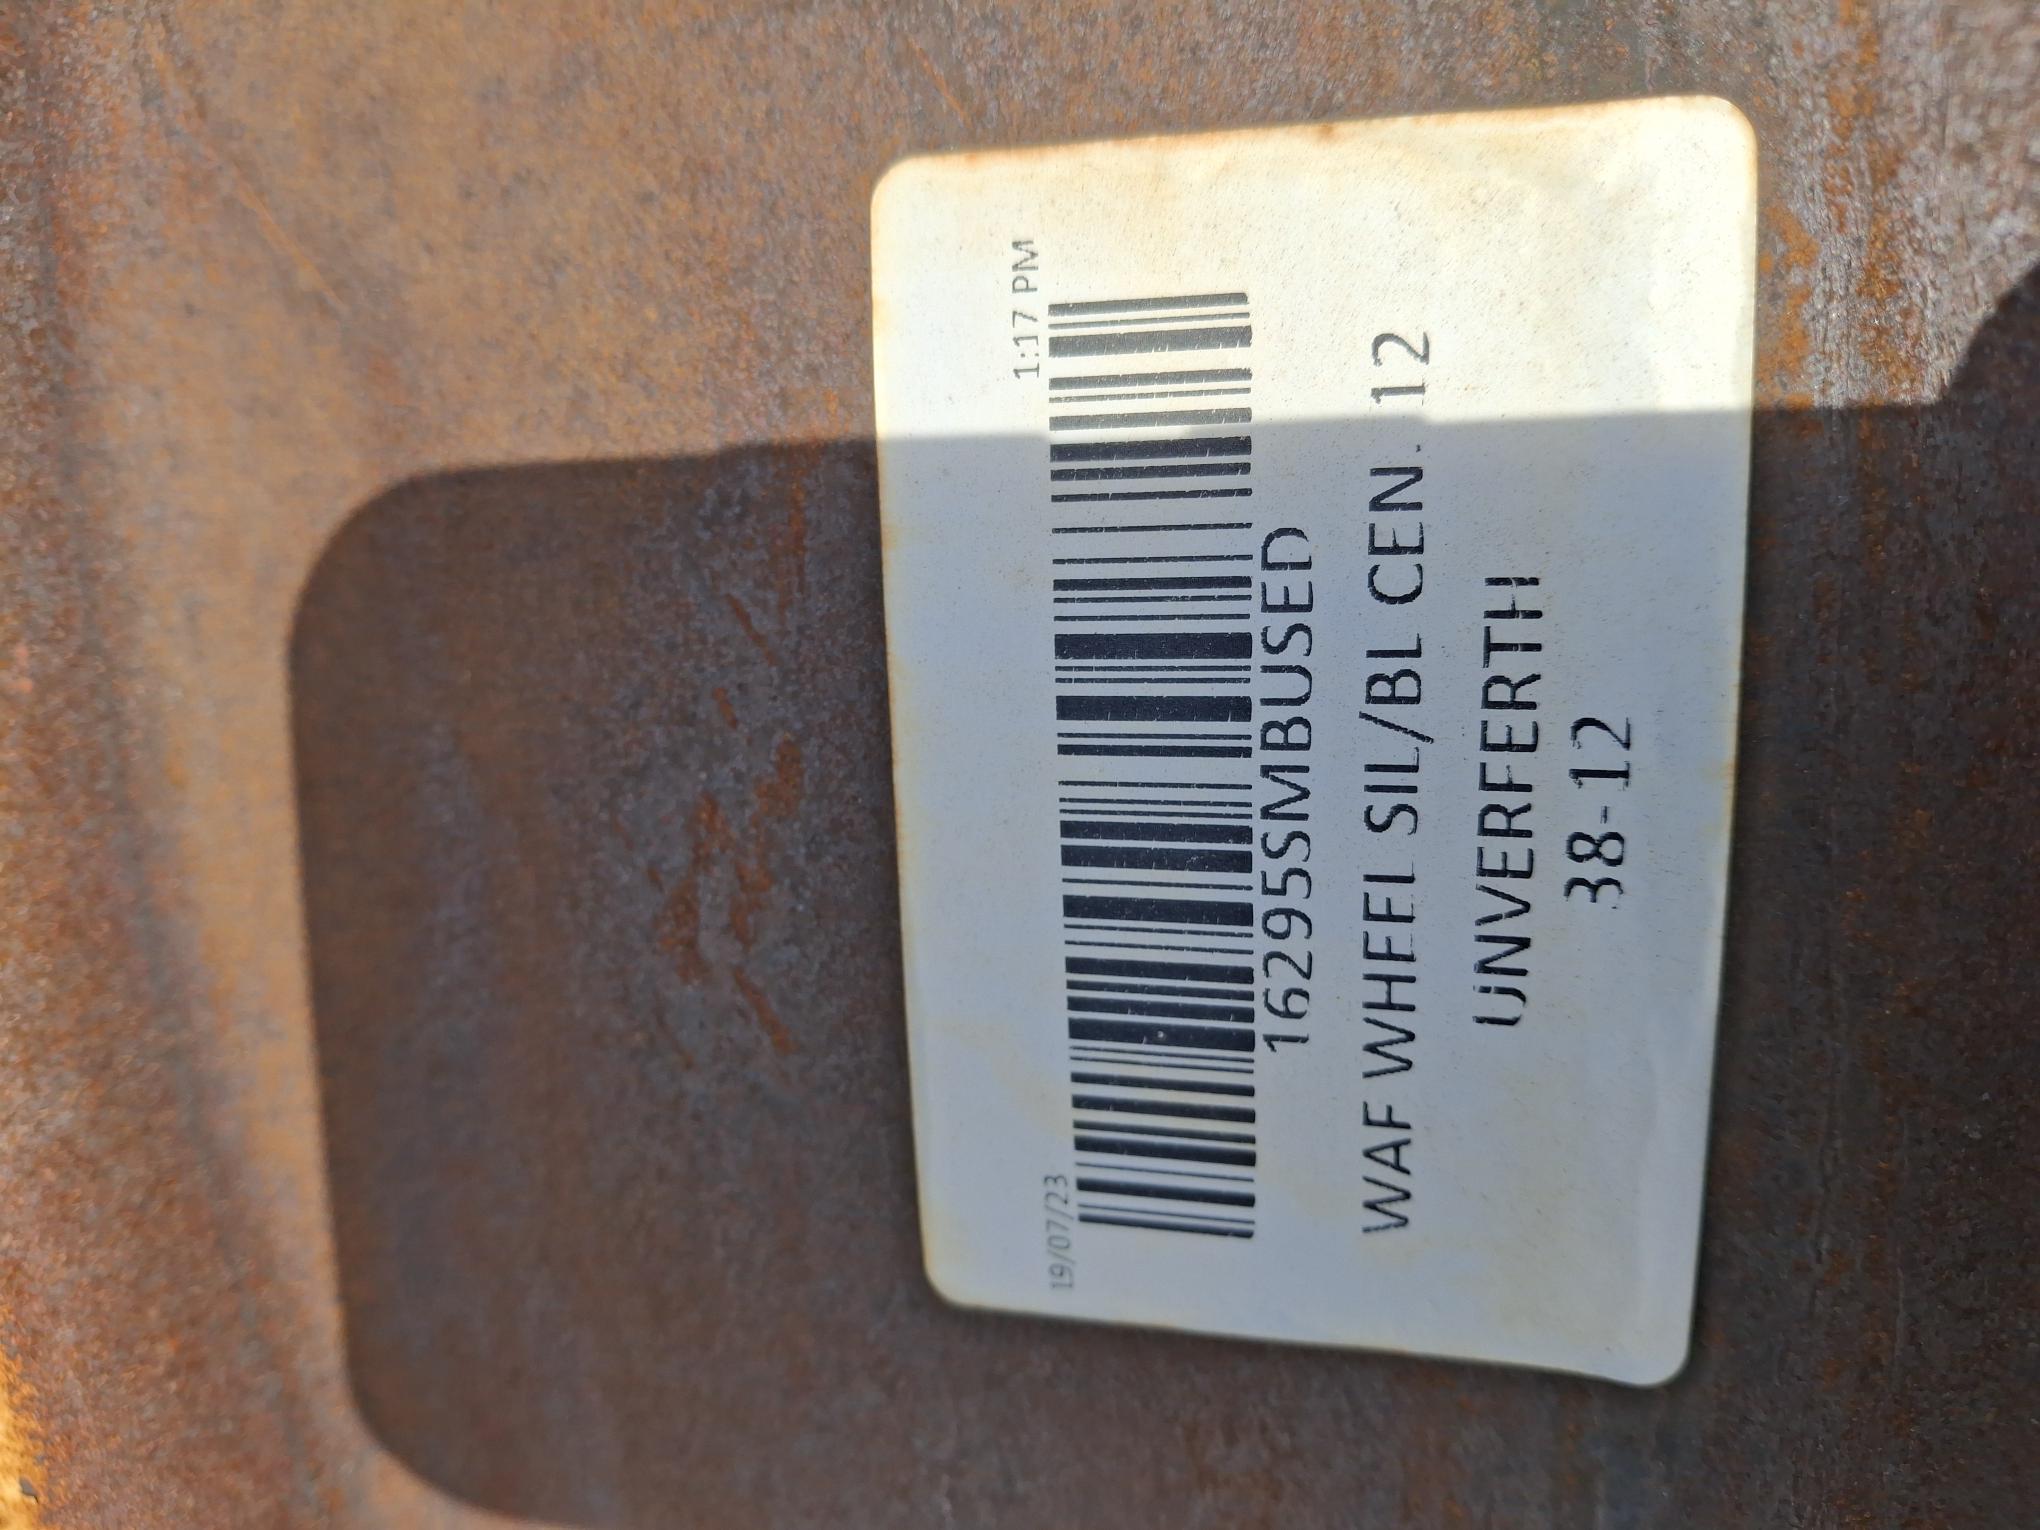 19/07/23 1:17 PM
16295SMBUSED
WAF WHEEL SIL/BL CEN. 12
UNVERFERTH
38-12